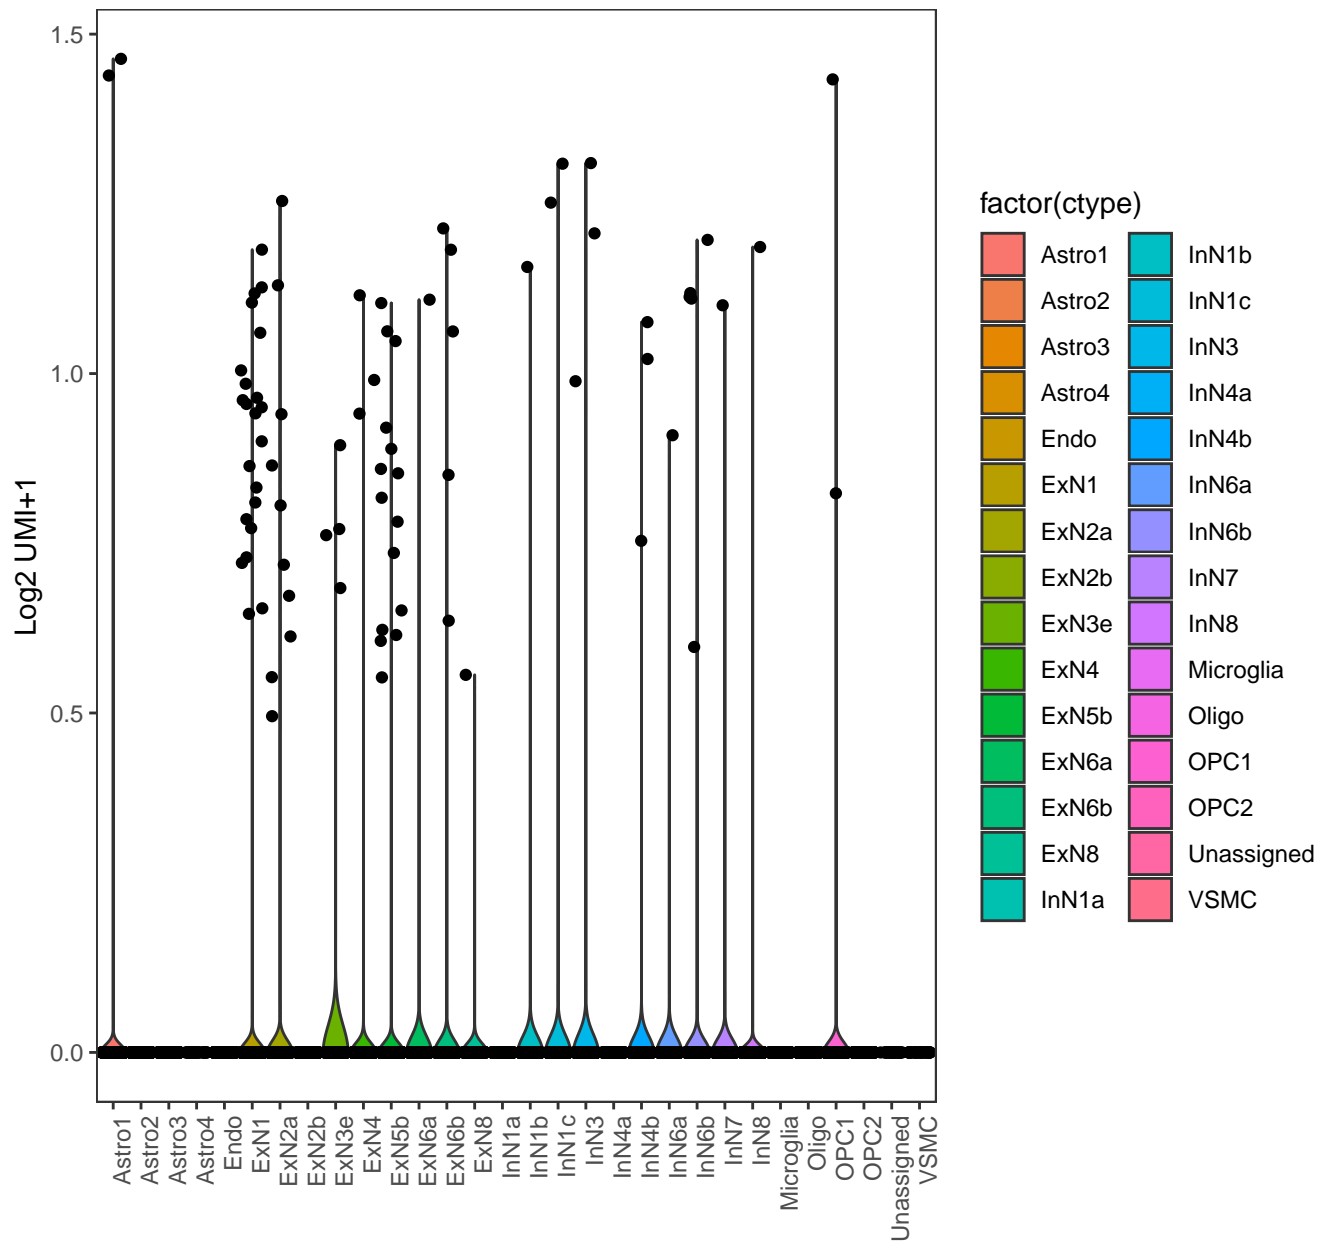 Log2 UMI+1
1.5
1.0
0.5
0.0
Astro1
Astro2
Astro3
Astro4
Endo
ExN1
ExN2a
ExN2b
ExN3e
ExN4
ExN5b
ExN6a
ExN6b
ExN8
InN1a
InN1b
InN1c
InN3
InN4a
InN4b
InN6a
InN6b
InN7
InN8
Microglia
Oligo
OPC1
OPC2
Unassigned
VSMC
factor(ctype)
Astro1
Astro2
Astro3
Astro4
Endo
ExN1
ExN2a
ExN2b
ExN3e
ExN4
ExN5b
ExN6a
ExN6b
ExN8
InN1a
InN1b
InN1c
InN3
InN4a
InN4b
InN6a
InN6b
InN7
InN8
Microglia
Oligo
OPC1
OPC2
Unassigned
VSMC